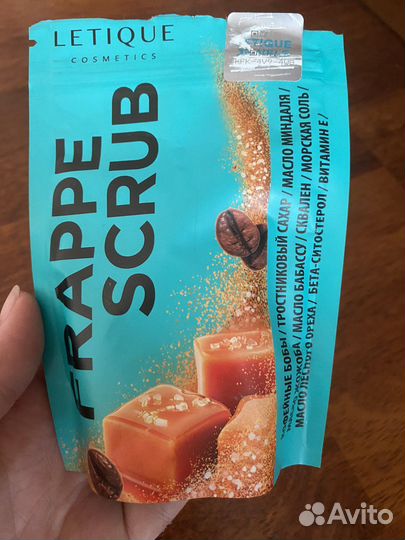 LETIQUE
COSMETICS
FRAPPE
SCRUB
КОФЕЙНЫЕ БОБЫ / ТРОСТНИКОВЫЙ САХАР / МАСЛО МИНДАЛЯ /
ЖОЖОБА / МАСЛО БАБАССУ / СКВАЛЕН / МОРСКАЯ СОЛЬ /
МАСЛО ЛЕСНОГО ОРЕХА / БЕТА-СИТОСТЕРОЛ / ВИТАМИН Е /
Avito